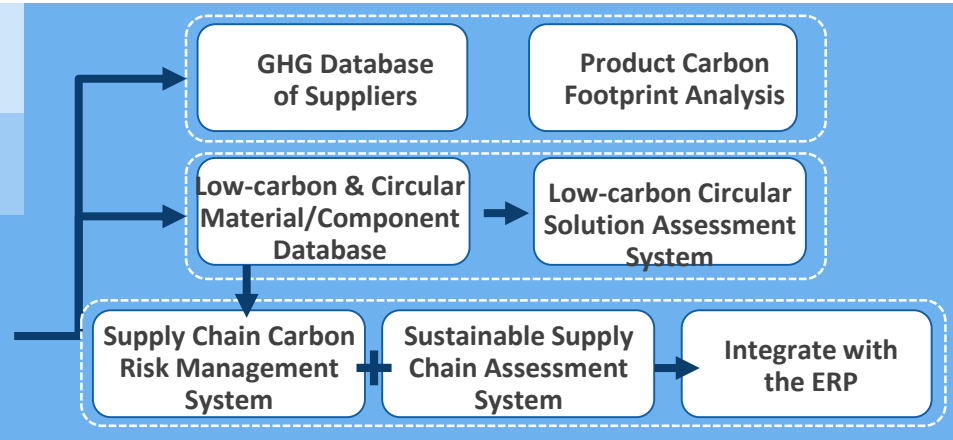 GHG Database
of Suppliers
Product Carbon
Footprint Analysis
Low-carbon & Circular
Material/Component
Database
Low-carbon Circular
Solution Assessment
System
Supply Chain Carbon
Risk Management
System
Sustainable Supply
Chain Assessment
System
Integrate with
the ERP